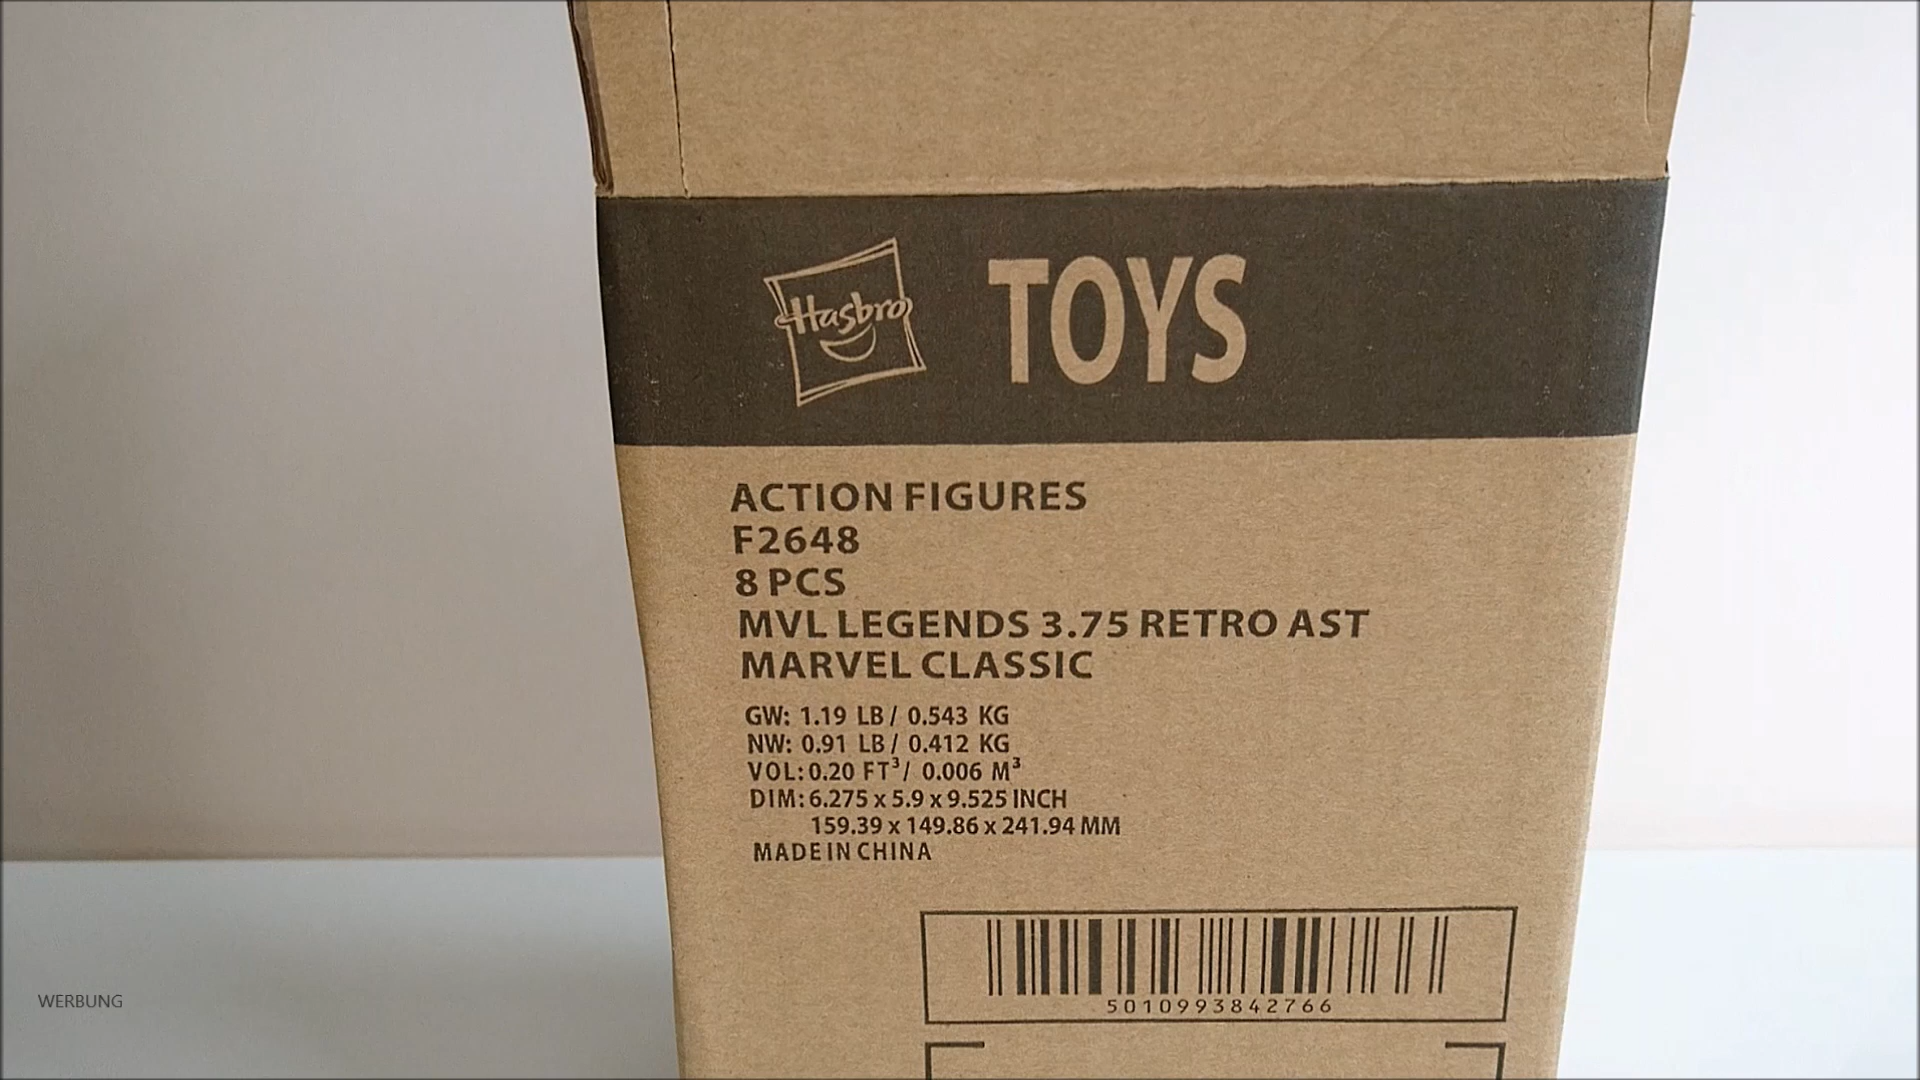 Hasbro TOYS
ACTION FIGURES
F2648
8 PCS
MVL LEGENDS 3.75 RETRO AST
MARVEL CLASSIC
GW: 1.19 LB / 0.543 KG
NW: 0.91 LB / 0.412 KG
VOL: 0.20 FT³ / 0.006 M³
DIM: 6.275 x 5.9 x 9.525 INCH
159.39 x 149.86 x 241.94 MM
MADE IN CHINA
5010993842766
WERBUNG